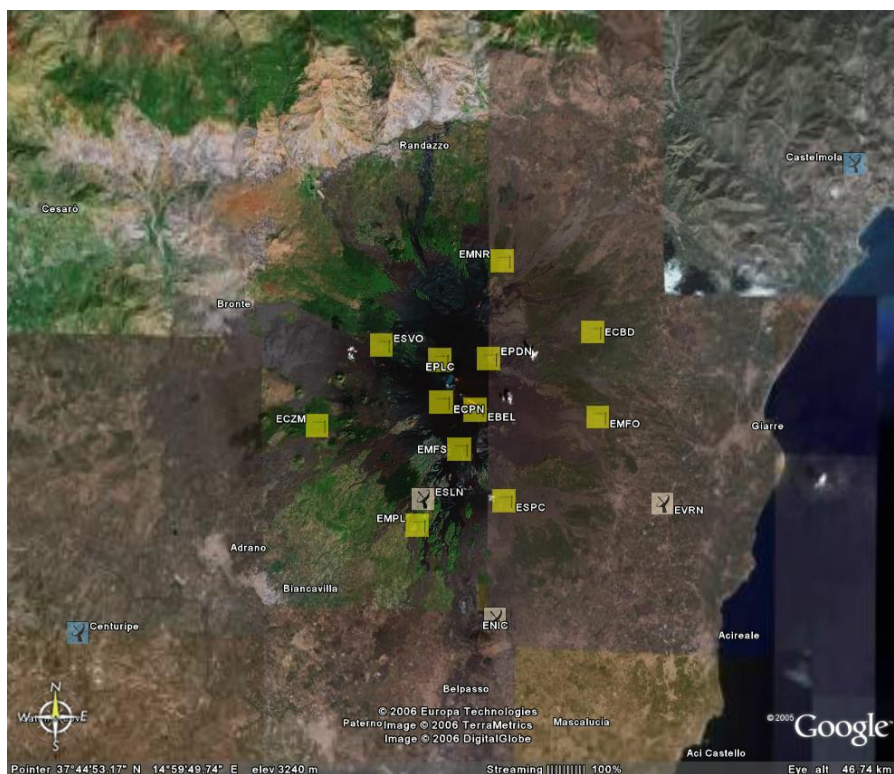 Randazzo
Castelmola
Cesarò
EMNR
Bronte
ECBD
ESVO
EPDN
EPLC
ECPN
EBEL
ECZM
EMFO
Giarre
EMFS
ESLN
ESPC
EVRN
EMPL
Adrano
Biancavilla
ENIC
Centuripe
Acireale
Belpasso
N
W E
S
© 2006 Europa Technologies
Paterno Image © 2006 TerraMetrics
Mascalucia
Image © 2006 DigitalGlobe
©2005 Google
Aci Castello
Pointer 37°44'53.17" N 14°59'49.74" E elev 3240 m Streaming |||||||||| 100% Eye alt 46.74 km